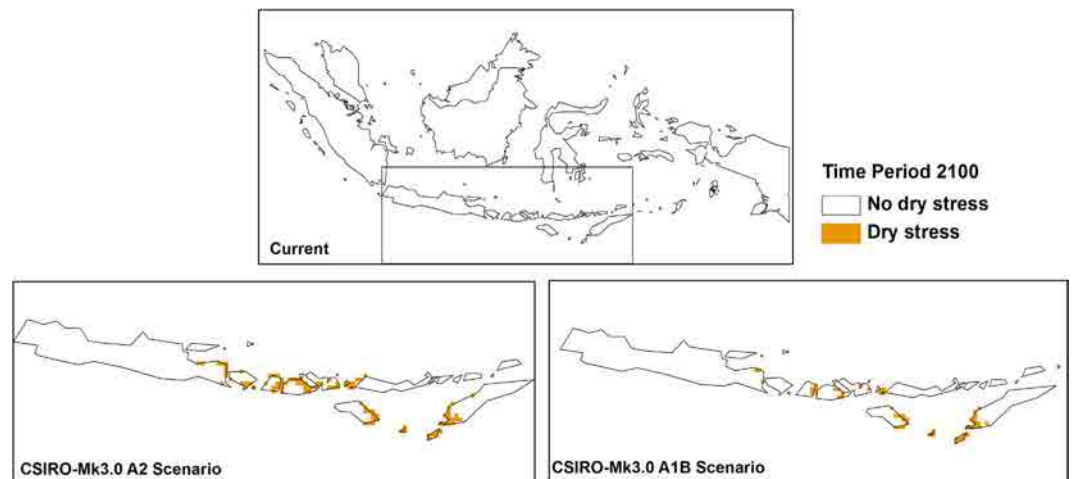 Current
Time Period 2100
No dry stress
Dry stress
CSIRO-Mk3.0 A2 Scenario
CSIRO-Mk3.0 A1B Scenario